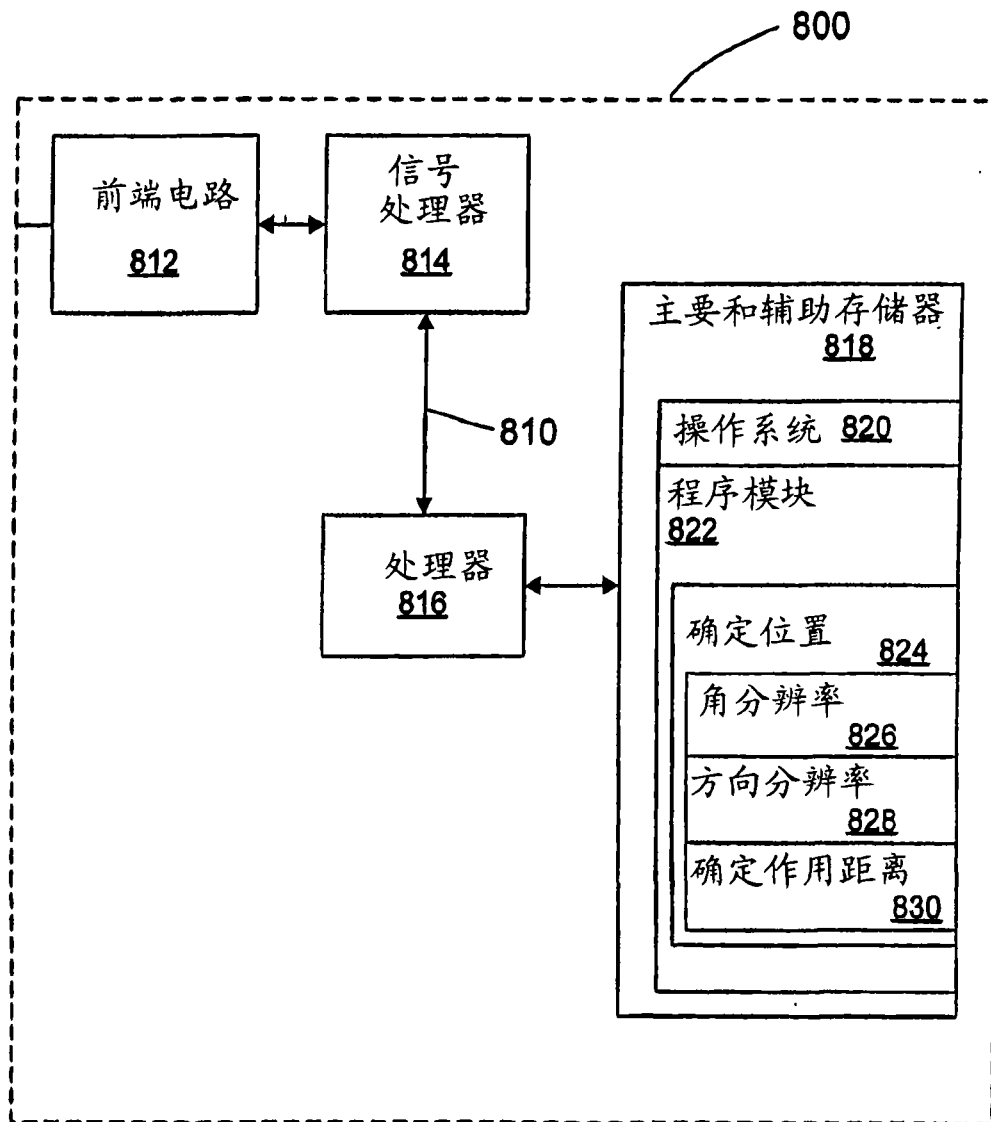 800
前端电路
812
信号
处理器
814
主要和辅助存储器
818
操作系统 820
810
程序模块
822
处理器
816
确定位置
824
角分辨率
826
方向分辨率
828
确定作用距离
830